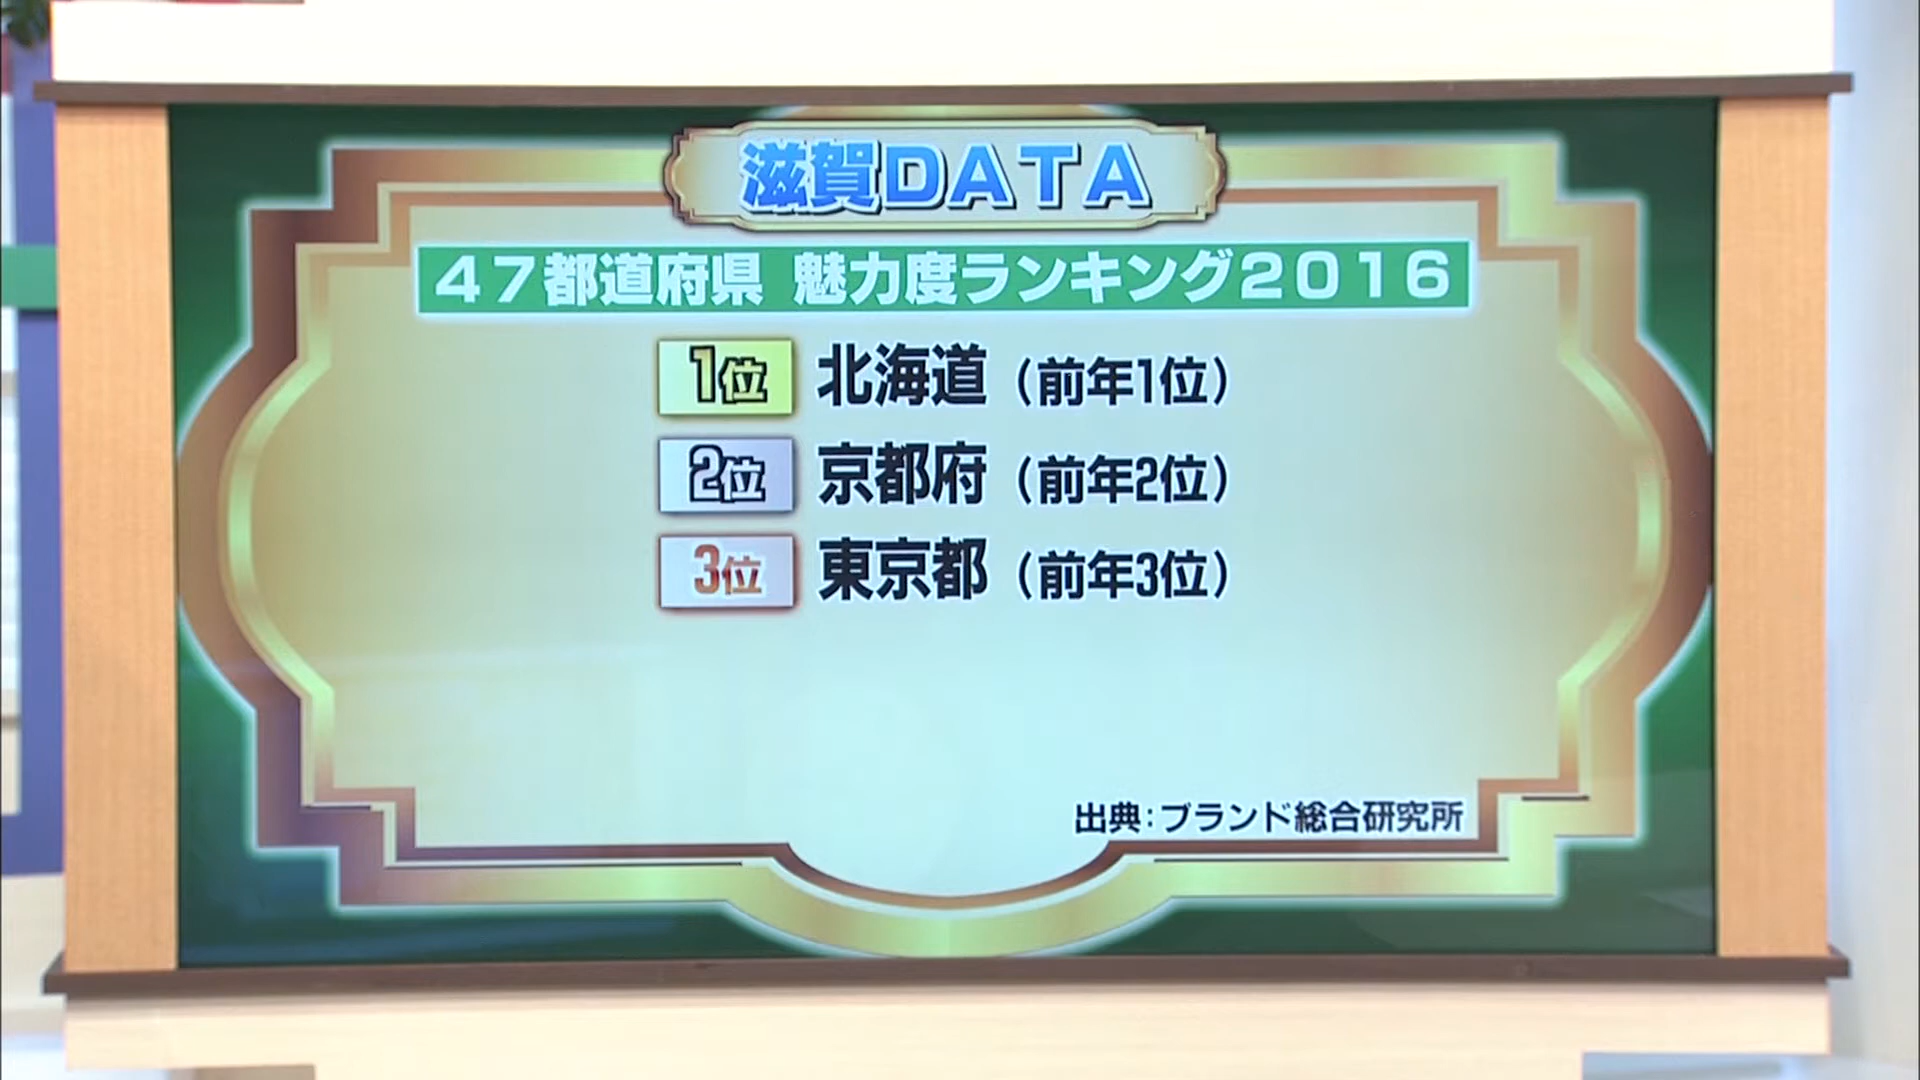 滋賀DATA
47都道府県 魅力度ランキング2016
1位 北海道（前年1位）
2位 京都府（前年2位）
3位 東京都（前年3位）
出典：ブランド総合研究所